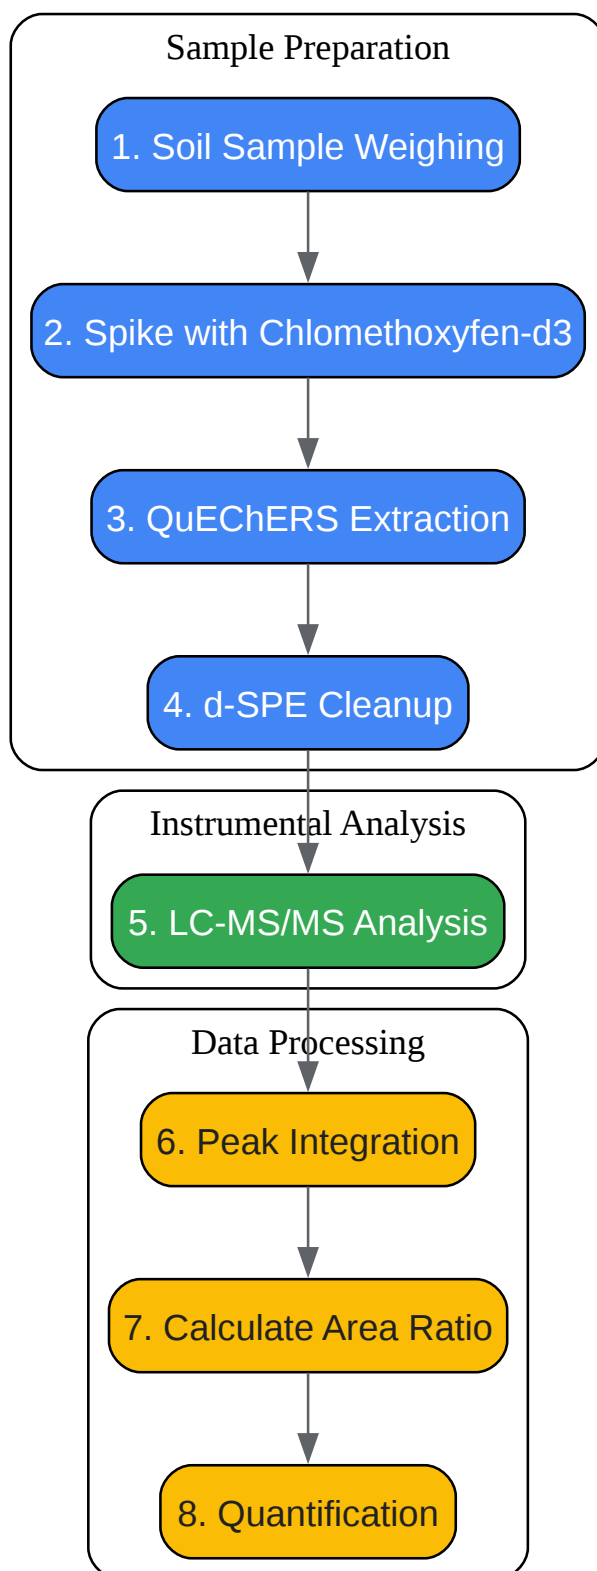 Sample Preparation
1. Soil Sample Weighing
2. Spike with Chlomethoxyfen-d3
3. QuEChERS Extraction
4. d-SPE Cleanup
Instrumental Analysis
5. LC-MS/MS Analysis
Data Processing
6. Peak Integration
7. Calculate Area Ratio
8. Quantification